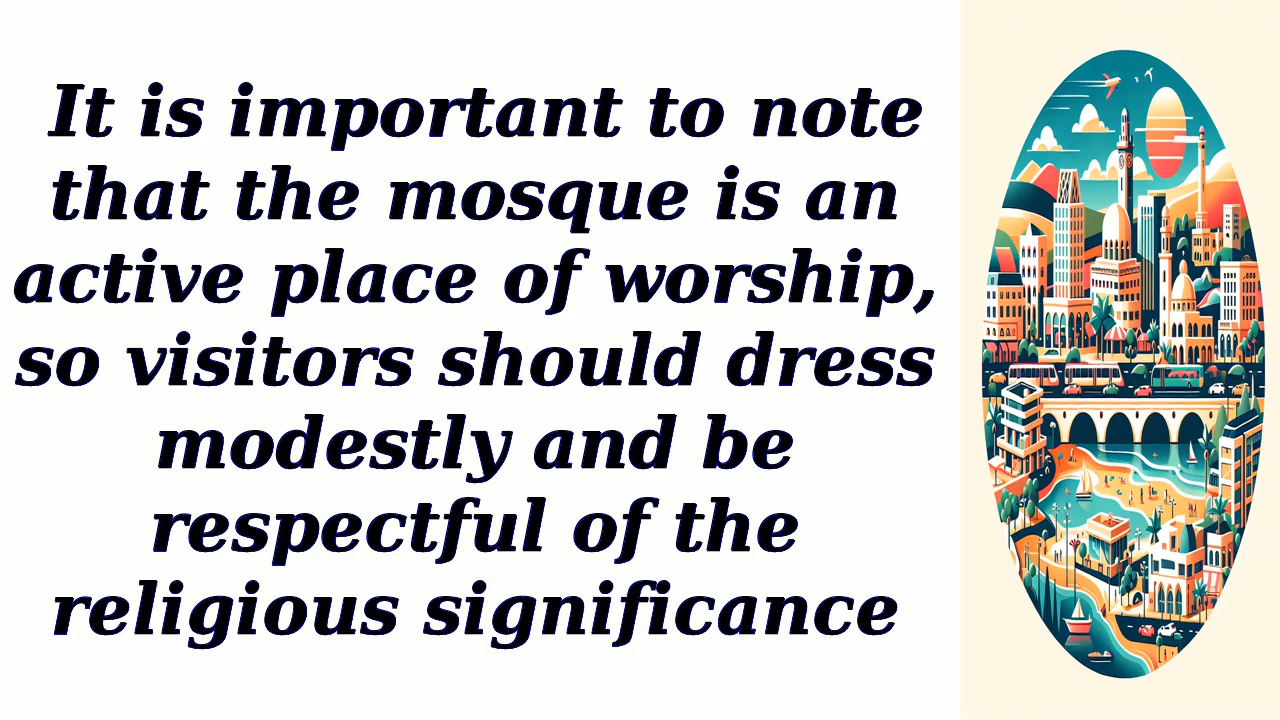 It is important to note
that the mosque is an
active place of worship,
so visitors should dress
modestly and be
respectful of the
religious significance